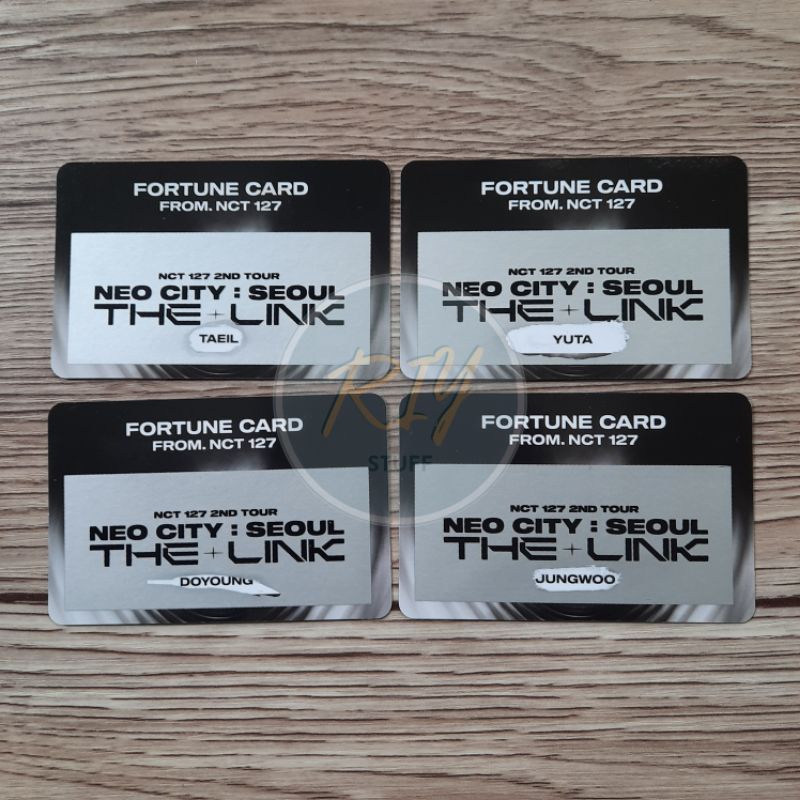 FORTUNE CARD
FROM. NCT 127
NCT 127 2ND TOUR
NEO CITY : SEOUL
THE + LINK
TAEIL
FORTUNE CARD
FROM. NCT 127
NCT 127 2ND TOUR
NEO CITY : SEOUL
THE + LINK
YUTA
RIY
STUFF
FORTUNE CARD
FROM. NCT 127
NCT 127 2ND TOUR
NEO CITY : SEOUL
THE + LINK
DOYOUNG
FORTUNE CARD
FROM. NCT 127
NCT 127 2ND TOUR
NEO CITY : SEOUL
THE + LINK
JUNGWOO